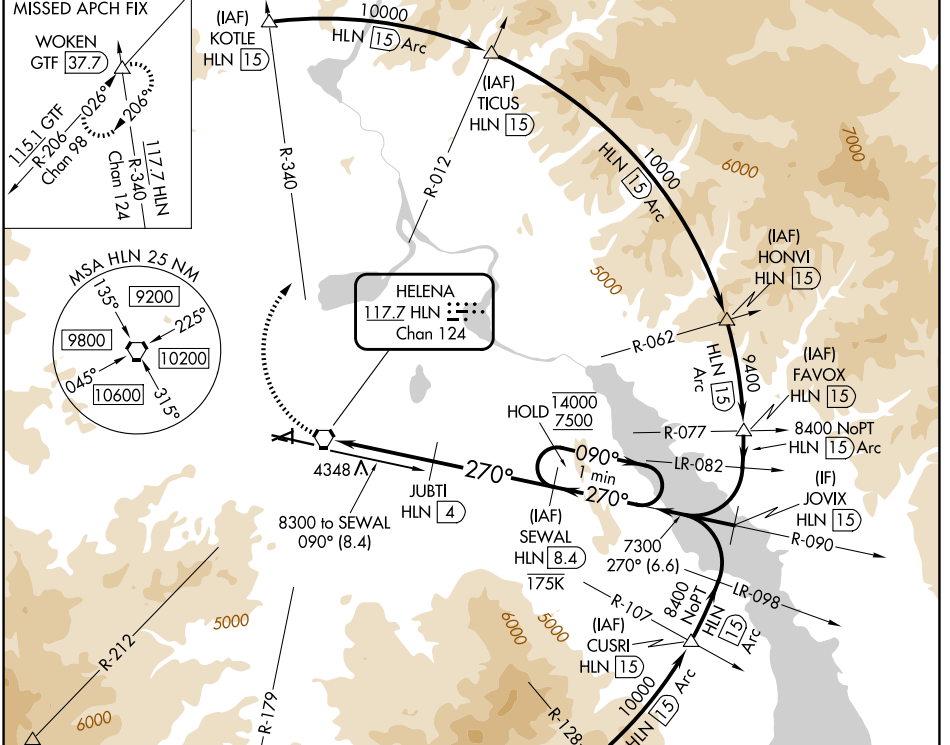 MISSED APCH FIX
WOKEN
GTF 37.7
026°
206°
115.1 GTF
R-206
Chan 98
117.7 HLN
R-340
Chan 124
(IAF)
KOTLE
HLN 15
10000
HLN 15 Arc
(IAF)
TICUS
HLN 15
R-340
R-012
10000
HLN 15 Arc
6000
7000
5000
(IAF)
HONVI
HLN 15
MSA HLN 25 NM
135°
9200
225°
9800
10200
045°
10600
315°
HELENA
117.7 HLN
Chan 124
R-062
HLN 15
Arc
9400
(IAF)
FAVOX
HLN 15
R-077
8400 NoPT
HLN 15 Arc
HOLD
14000
7500
090°
1 min
270°
LR-082
4348
270°
JUBTI
HLN 4
8300 to SEWAL
090° (8.4)
(IAF)
SEWAL
HLN 8.4
175K
(IF)
JOVIX
HLN 15
R-090
7300
270° (6.6)
LR-098
8400
NoPT
HLN 15
Arc
R-107
(IAF)
CUSRI
HLN 15
5000
6000
5000
R-212
R-179
6000
R-128
10000
HLN 15 Arc